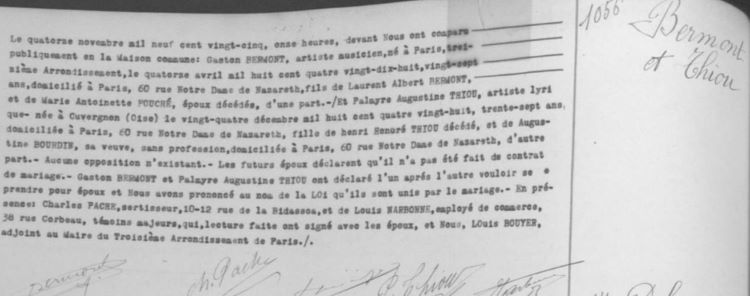 Le quatorze novembre mil neuf cent vingt-cinq, onze heures, devant Nous ont comparu
publiquement en la Maison commune: Gaston BERMONT, artiste musicien, né à Paris, troi-
sième Arrondissement, le quatorze avril mil huit cent quatre vingt-dix-huit, vingt-sept
ans, domicilié à Paris, 60 rue Notre Dame de Nazareth, fils de Laurent Albert BERMONT,
et de Marie Antoinette FOUCHÉ, époux décédés, d'une part.-/Et Palmyre Augustine THIOU, artiste lyri
que- née à Cuvergnon (Oise) le vingt-quatre décembre mil huit cent quatre vingt-huit, trente-sept ans,
domiciliée à Paris, 60 rue Notre Dame de Nazareth, fille de henri Honoré THIOU décédé, et de Augus-
tine BOURDIN, sa veuve, sans profession, domiciliée à Paris, 60 rue Notre Dame de Nazareth, d'autre
part.- Aucune opposition n'existant.- Les futurs époux déclarent qu'il n'a pas été fait de contrat
de mariage.- Gaston BERMONT et Palmyre Augustine THIOU ont déclaré l'un après l'autre vouloir se
prendre pour époux et Nous avons prononcé au nom de la LOi qu'ils sont unis par le mariage.- En pré-
sence: Charles PACHE, sertisseur, 10-12 rue de la Bidassoa, et de Louis NARBONNE, employé de commerce,
38 rue Corbeau, témoins majeurs, qui, lecture faite ont signé avec les époux, et Nous, LOuis BOUYER,
adjoint au Maire du Troisième Arrondissement de Paris./.
1056
Bermont
et Thiou
Bermont
Ch. Pache
Thiou